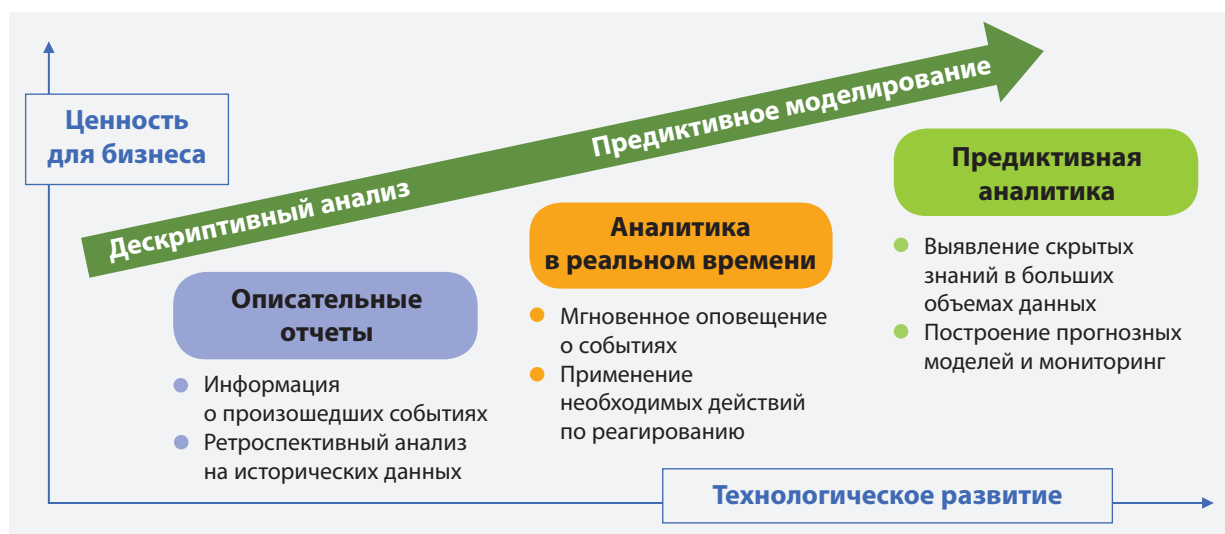 Ценность
для бизнеса
Дескриптивный анализ
Предиктивное моделирование
Описательные
отчеты
Информация
о произошедших событиях
Ретроспективный анализ
на исторических данных
Аналитика
в реальном времени
Мгновенное оповещение
о событиях
Применение
необходимых действий
по реагированию
Предиктивная
аналитика
Выявление скрытых
знаний в больших
объемах данных
Построение прогнозных
моделей и мониторинг
Технологическое развитие